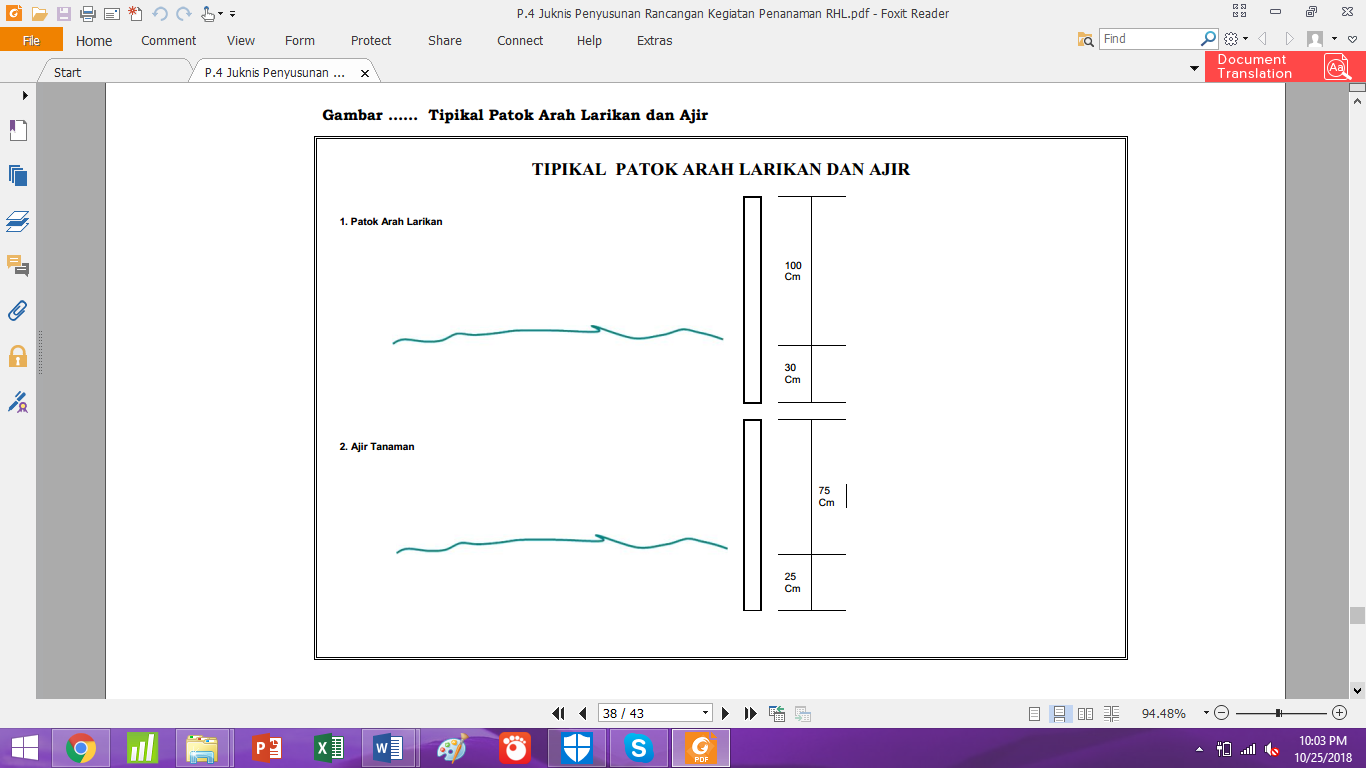 P.4 Juknis Penyusunan Rancangan Kegiatan Penanaman RHL.pdf - Foxit Reader
File Home Comment View Form Protect Share Connect Help Extras
Find
Start
P.4 Juknis Penyusunan ...
Document
Translation
Aa
Gambar ...... Tipikal Patok Arah Larikan dan Ajir
TIPIKAL PATOK ARAH LARIKAN DAN AJIR
1. Patok Arah Larikan
100
Cm
30
Cm
2. Ajir Tanaman
75
Cm
25
Cm
38 / 43
94.48%
PDF
10:03 PM
10/25/2018